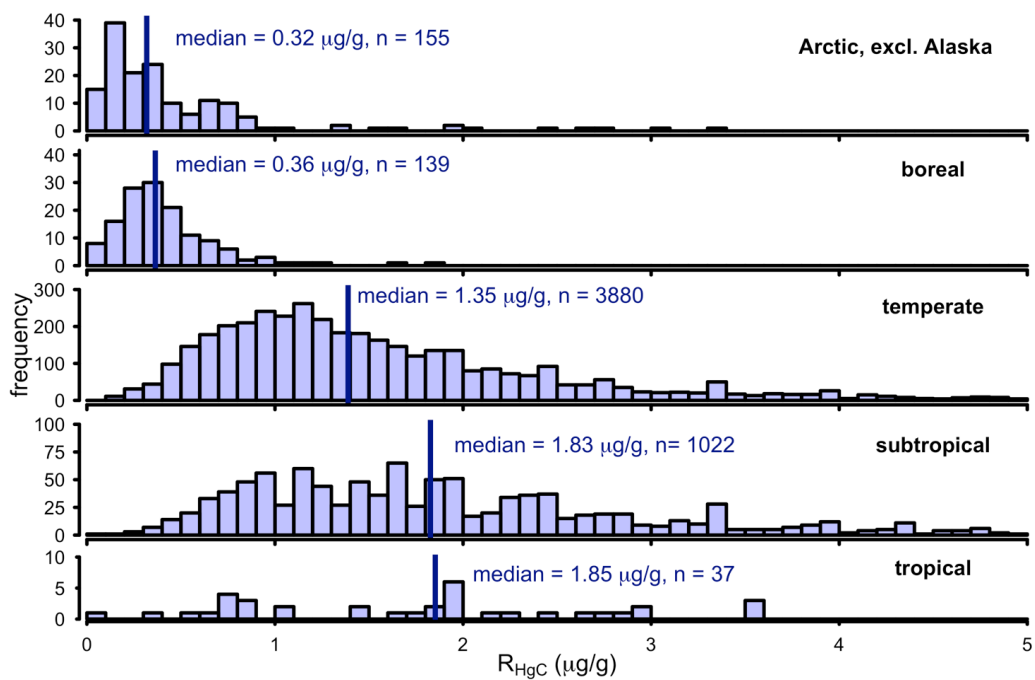 40
30
20
10
0
median = 0.32 μg/g, n = 155
Arctic, excl. Alaska
40
30
20
10
0
median = 0.36 μg/g, n = 139
boreal
300
200
100
0
median = 1.35 μg/g, n = 3880
temperate
frequency
100
75
50
25
0
median = 1.83 μg/g, n= 1022
subtropical
10
5
0
median = 1.85 μg/g, n = 37
tropical
0 1 2 3 4 5
RHgC (μg/g)